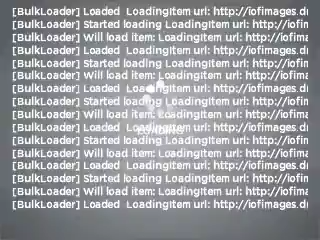 [BulkLoader] Loaded LoadingItem url: http://iofimages.d
[BulkLoader] Started loading LoadingItem url: http://iofi
[BulkLoader] Will load item: LoadingItem url: http://iofima
[BulkLoader] Loaded LoadingItem url: http://iofimages.d
[BulkLoader] Started loading LoadingItem url: http://iofi
[BulkLoader] Will load item: LoadingItem url: http://iofima
[BulkLoader] Loaded LoadingItem url: http://iofimages.d
[BulkLoader] Started loading LoadingItem url: http://iofi
[BulkLoader] Will load item: LoadingItem url: http://iofima
[BulkLoader] Loaded LoadingItem url: http://iofimages.d
[BulkLoader] Started loading LoadingItem url: http://iofi
[BulkLoader] Will load item: LoadingItem url: http://iofima
[BulkLoader] Loaded LoadingItem url: http://iofimages.d
[BulkLoader] Started loading LoadingItem url: http://iofi
[BulkLoader] Will load item: LoadingItem url: http://iofima
[BulkLoader] Loaded LoadingItem url: http://iofimages.d